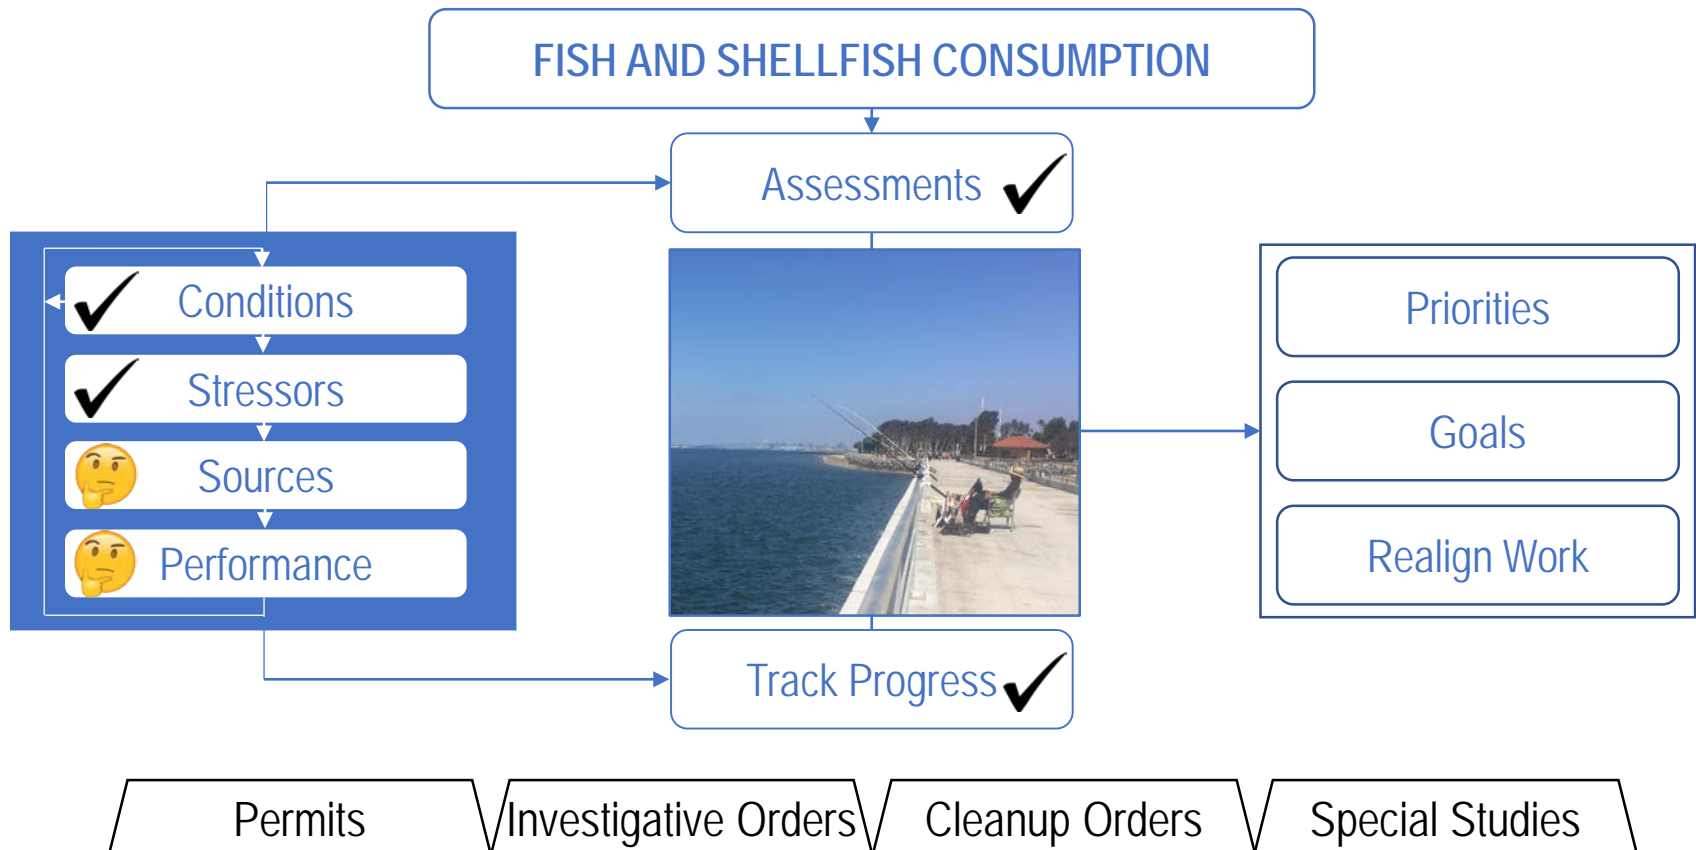 FISH AND SHELLFISH CONSUMPTION
Assessments
Conditions
Stressors
Sources
Performance
Priorities
Goals
Realign Work
Track Progress
Permits
Investigative Orders
Cleanup Orders
Special Studies